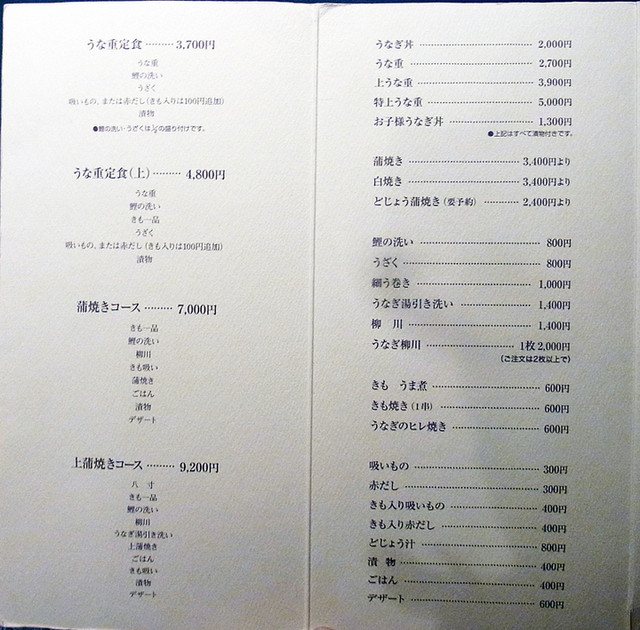 うな重定食 ········· 3,700円
うな重
鯉の洗い
うざく
吸いもの、または赤だし(きも入りは100円追加)
漬物
●鯉の洗い・うざくは½の盛り付けです。
うな重定食(上) ········ 4,800円
うな重
鯉の洗い
きも一品
うざく
吸いもの、または赤だし(きも入りは100円追加)
漬物
蒲焼きコース ········ 7,000円
きも一品
鯉の洗い
柳川
きも吸い
蒲焼き
ごはん
漬物
デザート
上蒲焼きコース ········ 9,200円
八　寸
きも一品
鯉の洗い
柳川
うなぎ湯引き洗い
上蒲焼き
ごはん
きも吸い
漬物
デザート
うなぎ丼 ········ 2,000円
うな重 ········ 2,700円
上うな重 ········ 3,900円
特上うな重 ········ 5,000円
お子様うなぎ丼 ········ 1,300円
●上記はすべて漬物付きです。
蒲焼き ········ 3,400円より
白焼き ········ 3,400円より
どじょう蒲焼き(要予約) ········ 2,400円より
鯉の洗い ········ 800円
うざく ········ 800円
細う巻き ········ 1,000円
うなぎ湯引き洗い ········ 1,400円
柳　川 ········ 1,400円
うなぎ柳川 ········ 1枚2,000円
(ご注文は2枚以上で)
きも　うま煮 ········ 600円
きも焼き(1串) ········ 600円
うなぎのヒレ焼き ········ 600円
吸いもの ········ 300円
赤だし ········ 300円
きも入り吸いもの ········ 400円
きも入り赤だし ········ 400円
どじょう汁 ········ 800円
漬　物 ········ 400円
ごはん ········ 400円
デザート ········ 600円